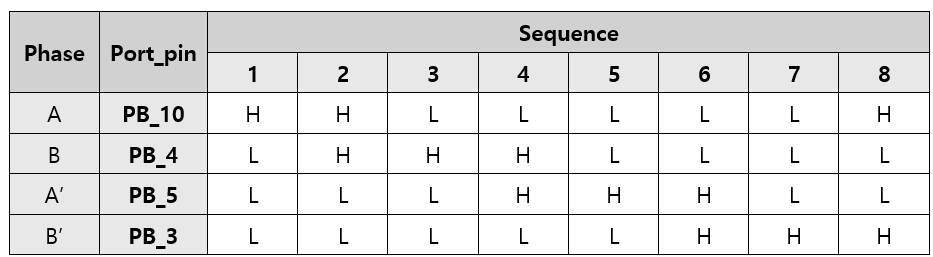 Phase Port_pin Sequence
1 2 3 4 5 6 7 8
A PB_10 H H L L L L L H
B PB_4 L H H H L L L L
A’ PB_5 L L L H H H L L
B’ PB_3 L L L L L H H H